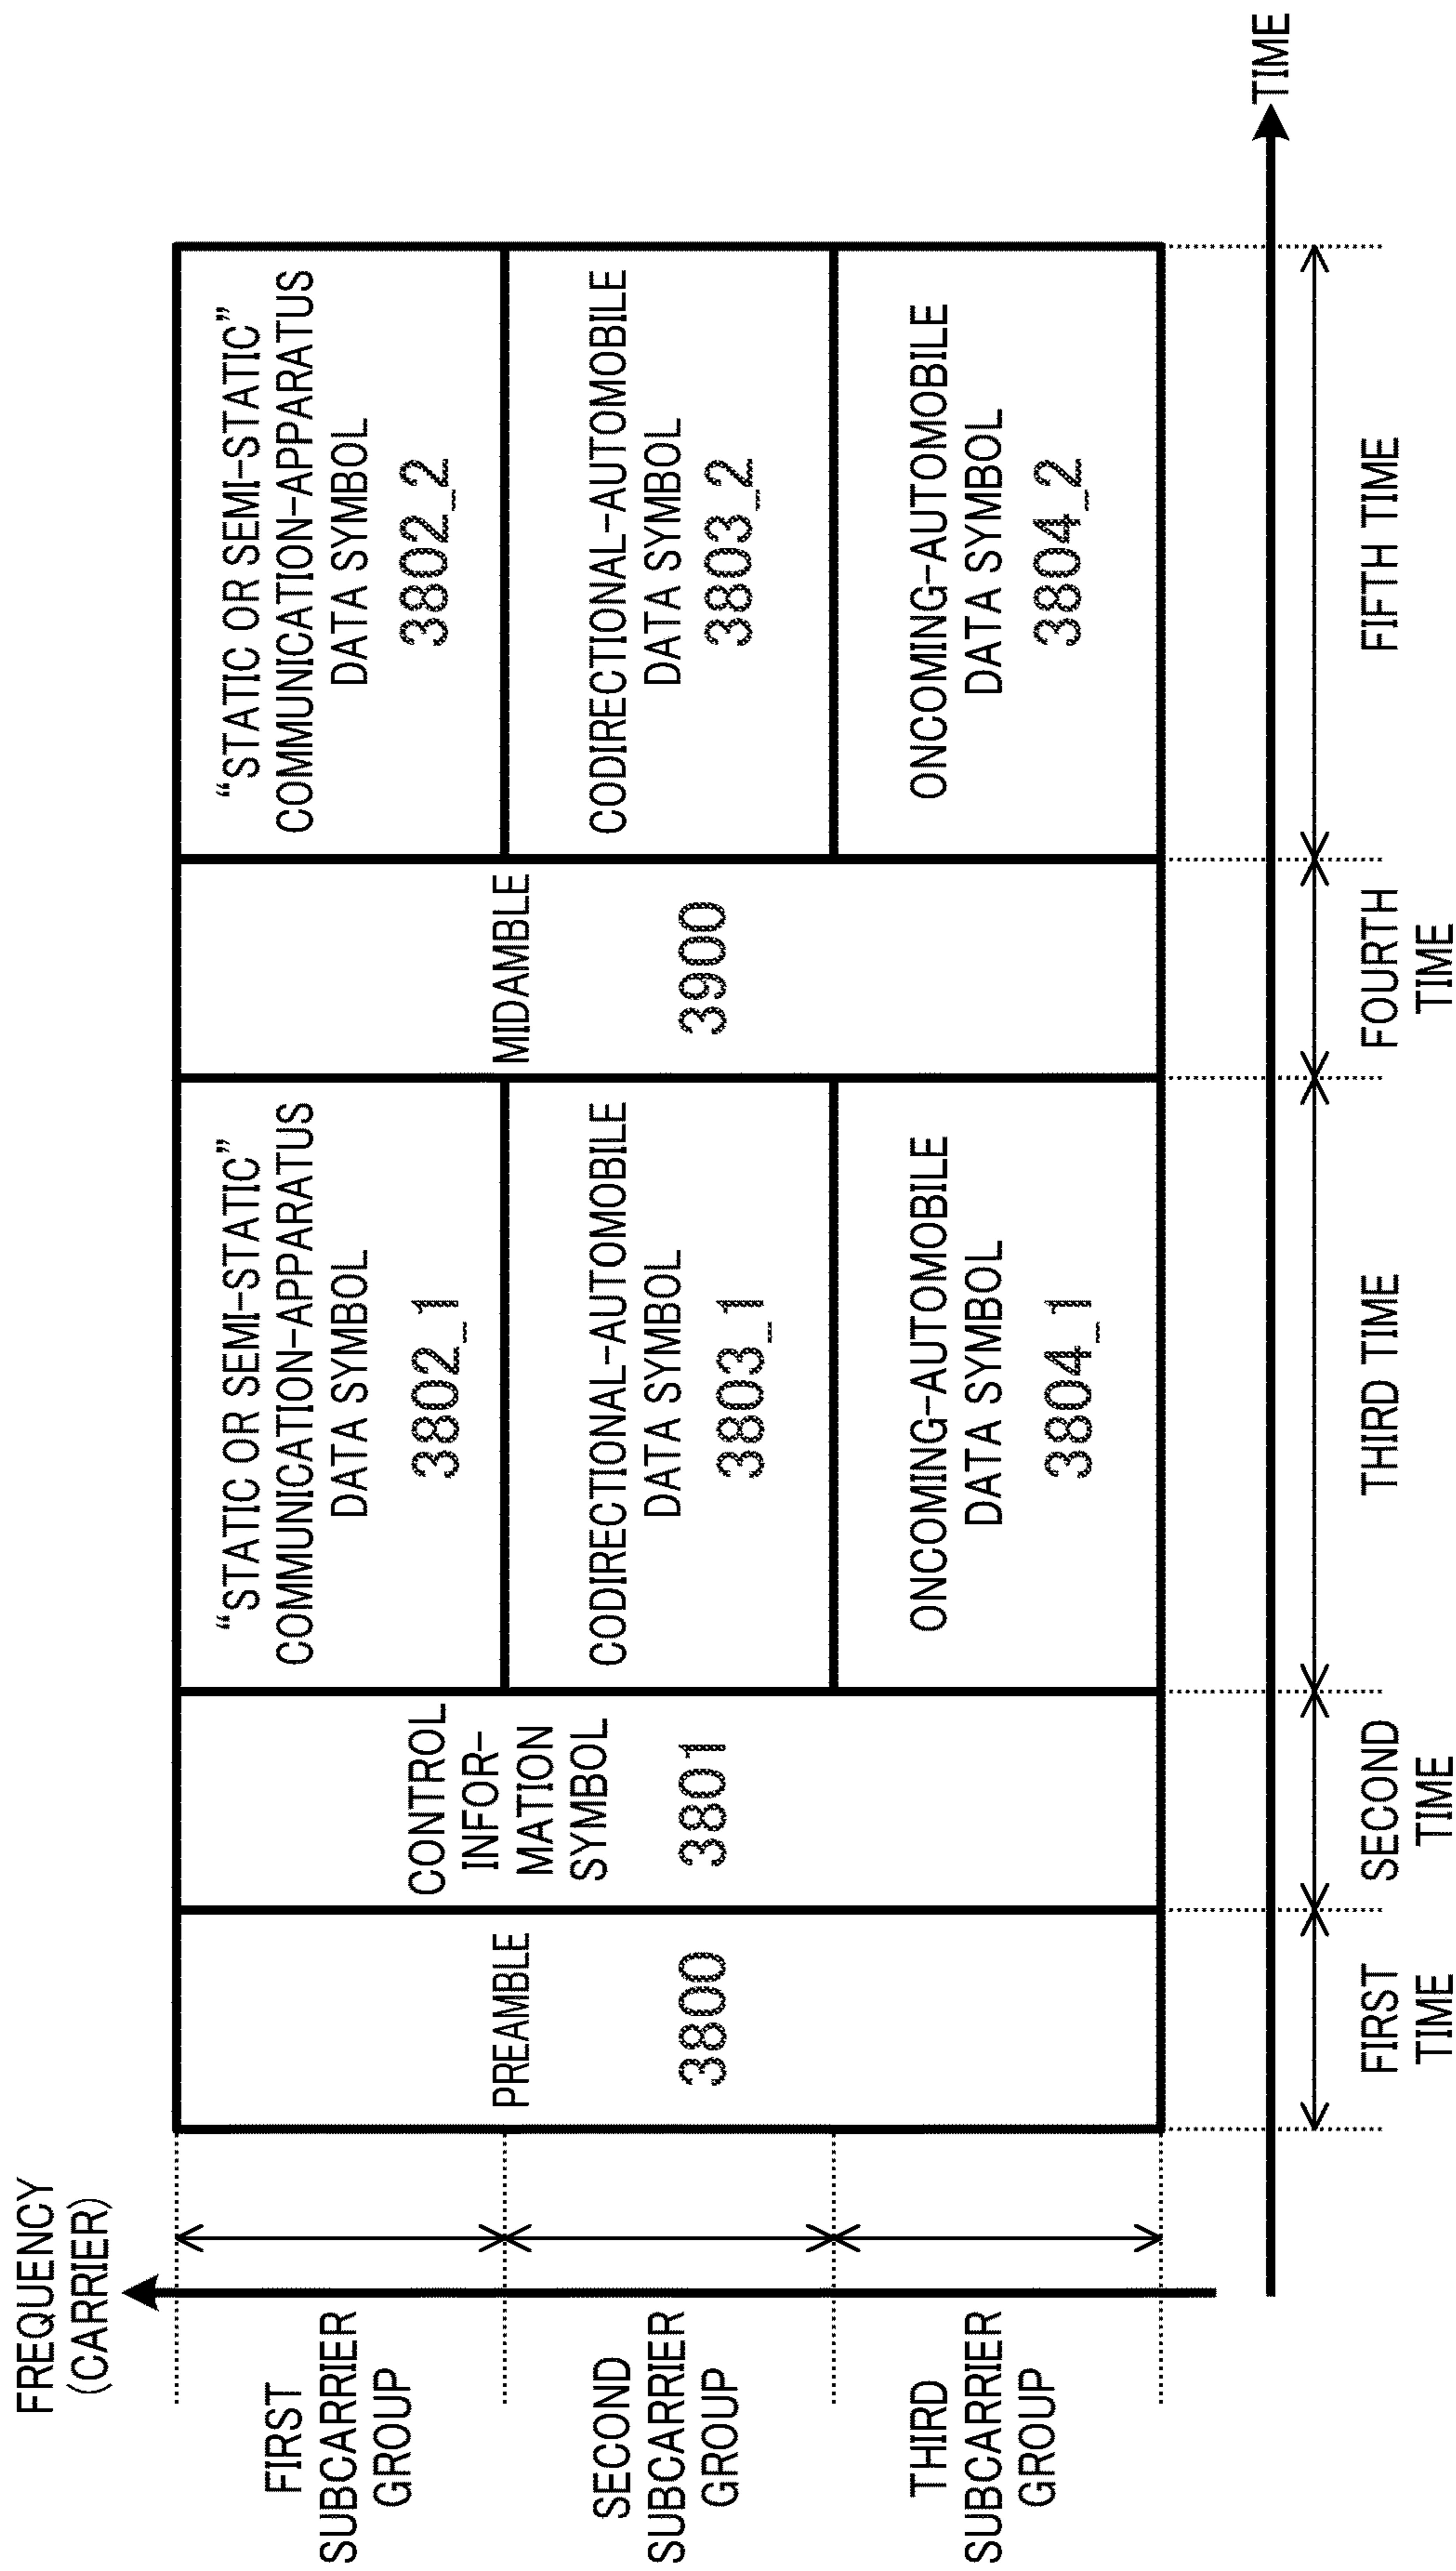 FREQUENCY
(CARRIER)
FIRST
SUBCARRIER
GROUP
SECOND
SUBCARRIER
GROUP
THIRD
SUBCARRIER
GROUP
PREAMBLE
3800
CONTROL
INFOR-
MATION
SYMBOL
3801
“STATIC OR SEMI-STATIC”
COMMUNICATION-APPARATUS
DATA SYMBOL
3802_1
CODIRECTIONAL-AUTOMOBILE
DATA SYMBOL
3803_1
ONCOMING-AUTOMOBILE
DATA SYMBOL
3804_1
MIDAMBLE
3900
“STATIC OR SEMI-STATIC”
COMMUNICATION-APPARATUS
DATA SYMBOL
3802_2
CODIRECTIONAL-AUTOMOBILE
DATA SYMBOL
3803_2
ONCOMING-AUTOMOBILE
DATA SYMBOL
3804_2
TIME
FIRST
TIME
SECOND
TIME
THIRD TIME
FOURTH
TIME
FIFTH TIME